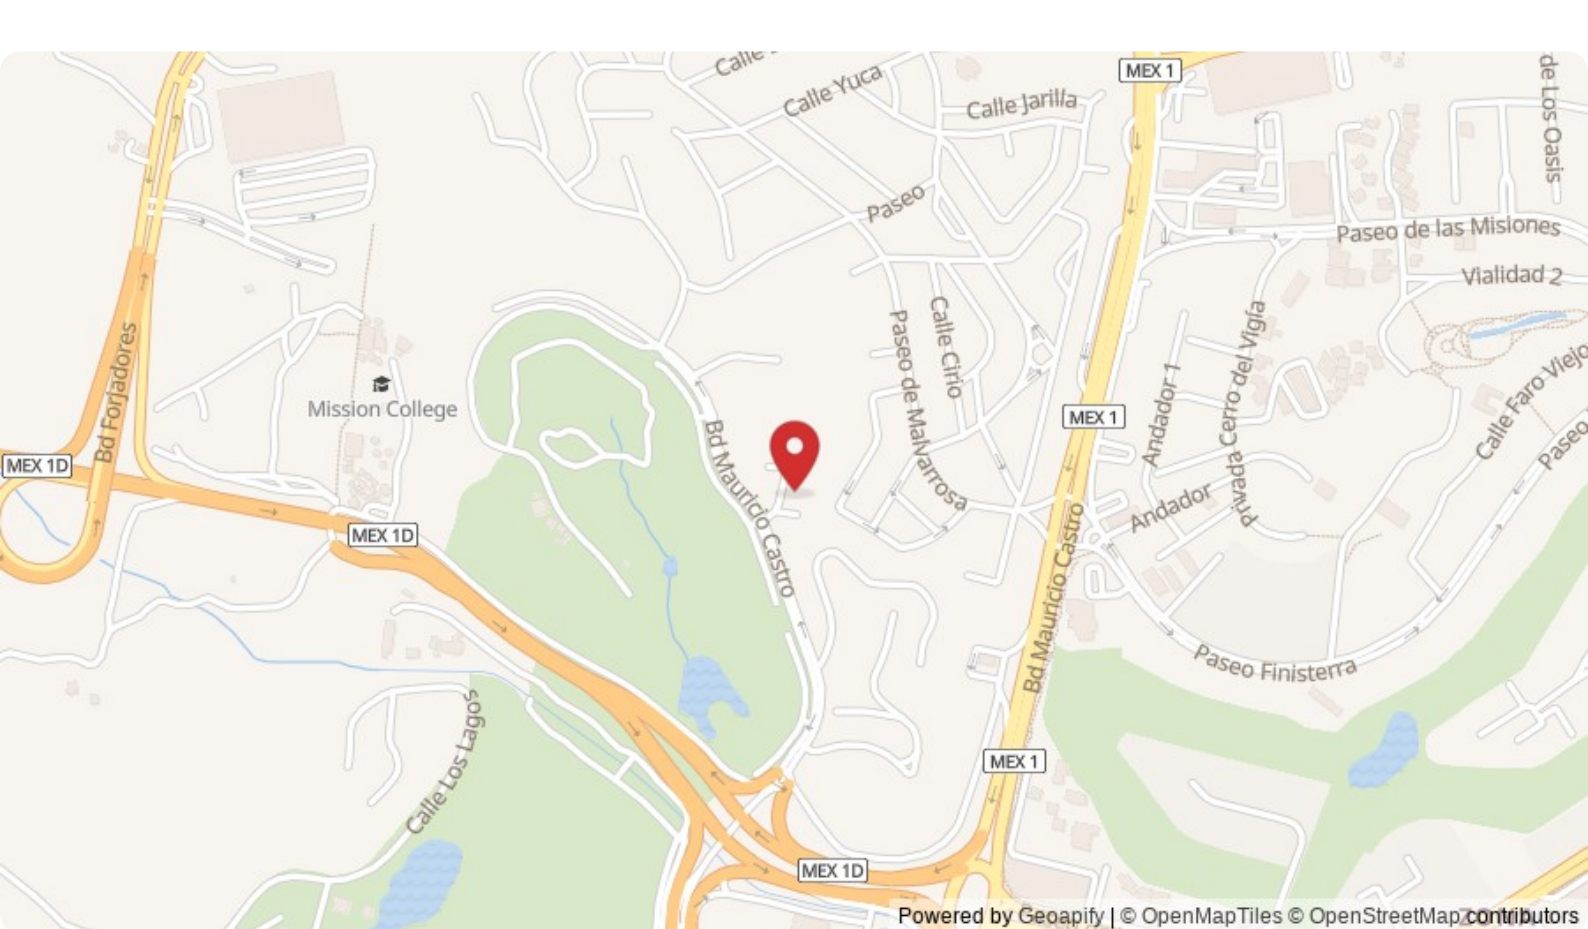 MEX 1
Calle Yuca
Calle Jarilla
de Los Oasis
Paseo
Paseo de las Misiones
Vialidad 2
Bd Forjadores
Mission College
Bd Mauricio Castro
Paseo de Malvarrosa
Calle Cirio
MEX 1
Andador 1
Privada Cerro del Vigía
Calle Faro Viejo
Paseo
MEX 1D
MEX 1D
Andador
Bd Mauricio Castro
Paseo Finisterra
Calle Los Lagos
MEX 1
MEX 1D
Powered by Geoapify | © OpenMapTiles © OpenStreetMap contributors